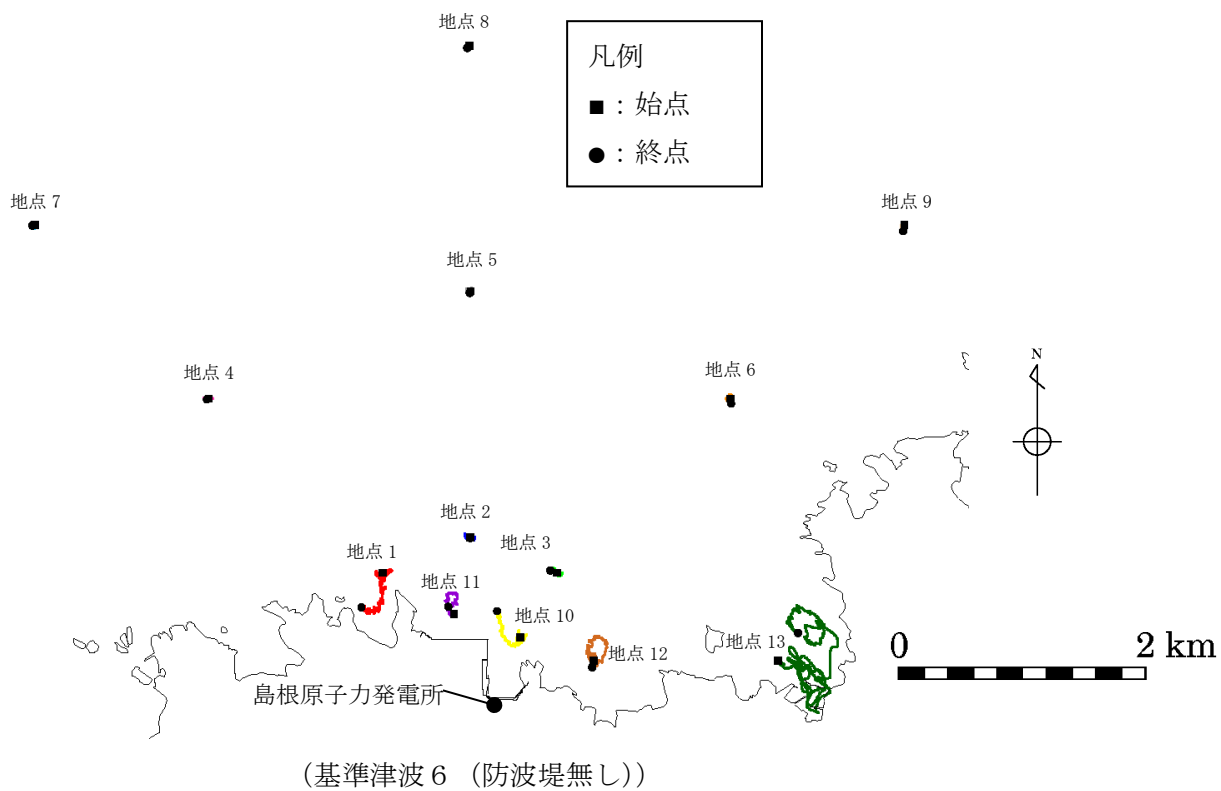 地点 8
凡例
■：始点
●：終点
地点 7
地点 9
地点 5
地点 4
地点 6
N
地点 2
地点 3
地点 1
地点 11
地点 10
地点 12
地点 13
0
2 km
島根原子力発電所
（基準津波６（防波堤無し））